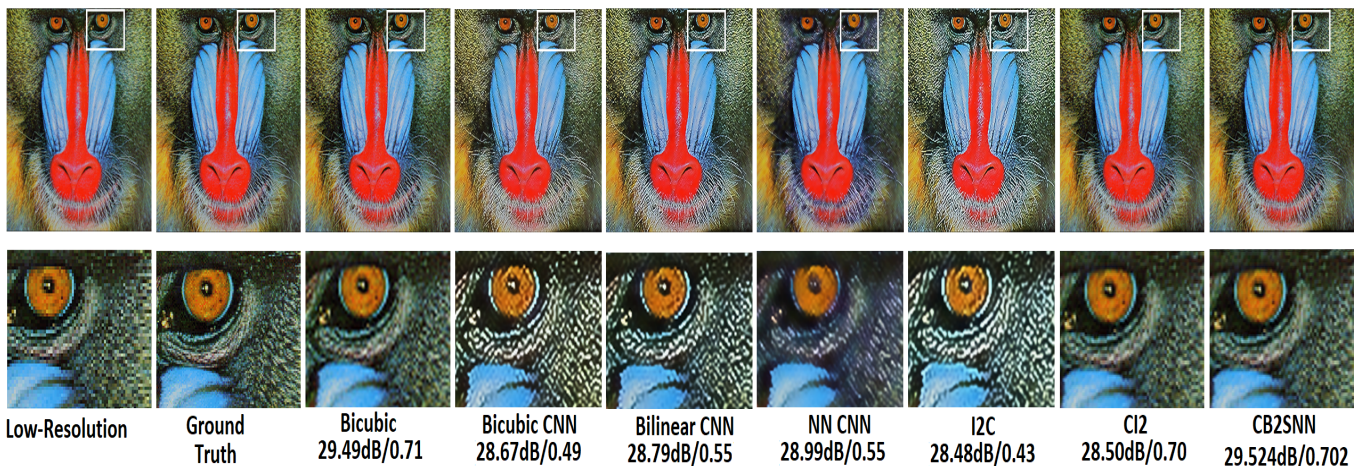 Low-Resolution
Ground
Truth
Bicubic
29.49dB/0.71
Bicubic CNN
28.67dB/0.49
Bilinear CNN
28.79dB/0.55
NN CNN
28.99dB/0.55
I2C
28.48dB/0.43
CI2
28.50dB/0.70
CB2SNN
29.524dB/0.702